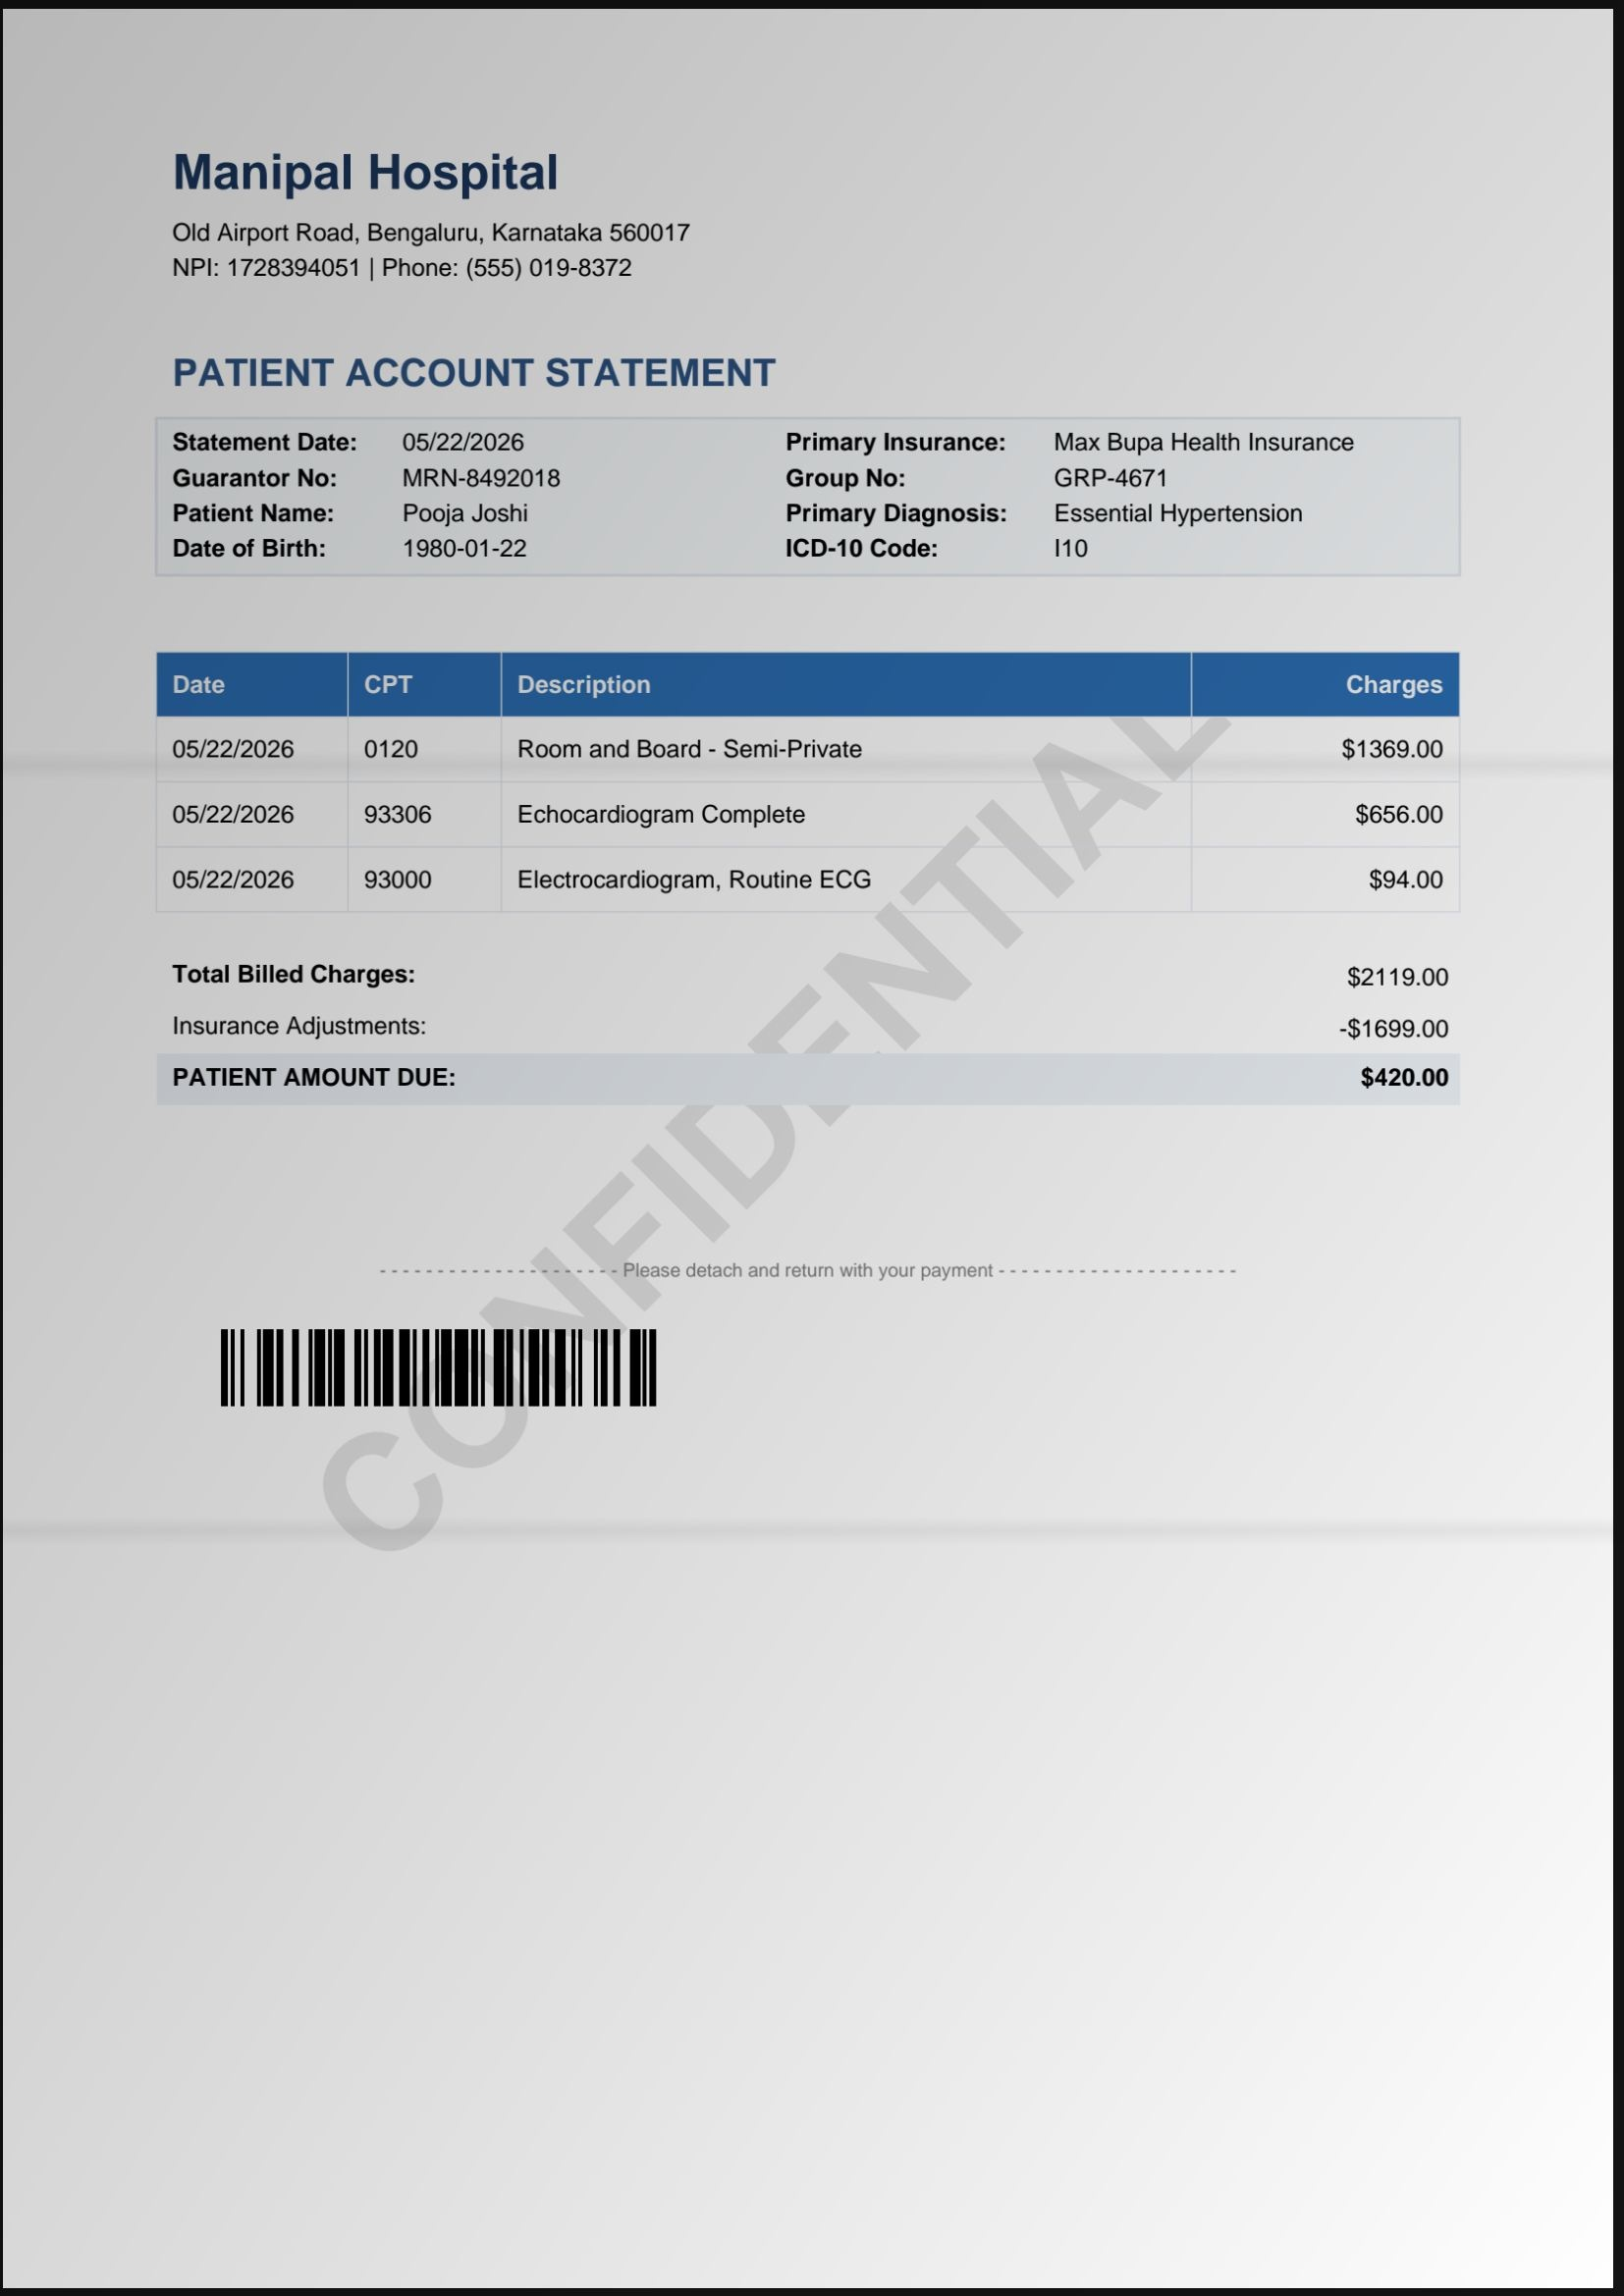 Manipal Hospital
Old Airport Road, Bengaluru, Karnataka 560017
NPI: 1728394051 | Phone: (555) 019-8372
PATIENT ACCOUNT STATEMENT
Statement Date: 05/22/2026 Primary Insurance: Max Bupa Health Insurance
Guarantor No: MRN-8492018 Group No: GRP-4671
Patient Name: Pooja Joshi Primary Diagnosis: Essential Hypertension
Date of Birth: 1980-01-22 ICD-10 Code: I10
Date CPT Description Charges
05/22/2026 0120 Room and Board - Semi-Private $1369.00
05/22/2026 93306 Echocardiogram Complete $656.00
05/22/2026 93000 Electrocardiogram, Routine ECG $94.00
Total Billed Charges: $2119.00
Insurance Adjustments: -$1699.00
PATIENT AMOUNT DUE: $420.00
- - - - - - - - - - - - - - - - - - - - - Please detach and return with your payment - - - - - - - - - - - - - - - - - - - - -
CONFIDENTIAL